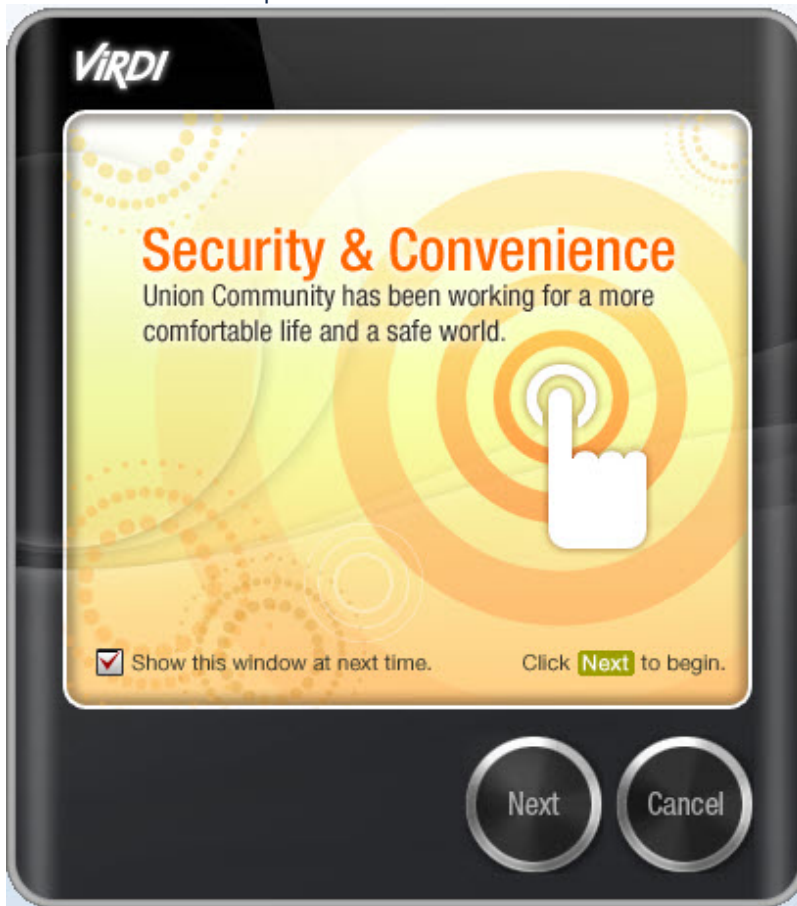 ViRDI
Security & Convenience
Union Community has been working for a more
comfortable life and a safe world.
Show this window at next time.
Click Next to begin.
Next
Cancel